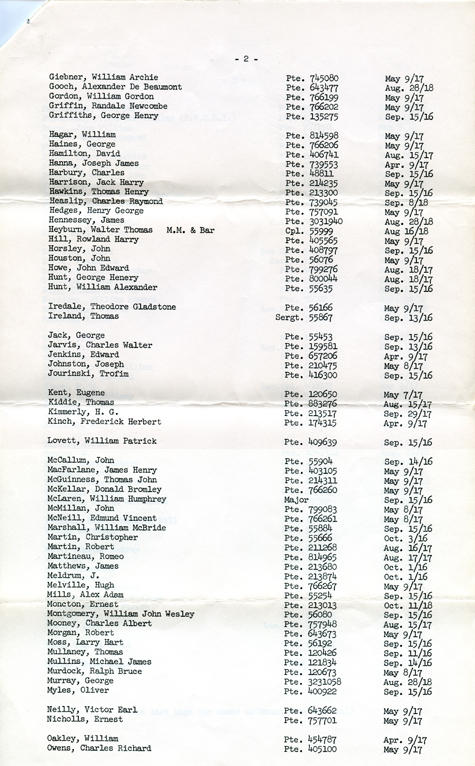 - 2 -
Giebner, William Archie Pte. 745080 May 9/17
Gooch, Alexander De Beaumont Pte. 643477 Aug. 28/18
Gordon, William Gordon Pte. 766199 May 9/17
Griffin, Randale Newcombe Pte. 766202 May 9/17
Griffiths, George Henry Pte. 135275 Sep. 15/16
Hagar, William Pte. 814598 May 9/17
Haines, George Pte. 766206 May 9/17
Hamilton, David Pte. 406741 Aug. 15/17
Hanna, Joseph James Pte. 739553 Apr. 9/17
Harbury, Charles Pte. 48811 Sep. 15/16
Harrison, Jack Harry Pte. 214235 May 9/17
Hawkins, Thomas Henry Pte. 213300 Sep. 15/16
Heaslip, Charles Raymond Pte. 739045 Sep. 8/18
Hedges, Henry George Pte. 757091 May 9/17
Hennessey, James Pte. 3031940 Aug. 28/18
Heyburn, Walter Thomas M.M. & Bar Cpl. 55999 Aug 16/18
Hill, Rowland Harry Pte. 405565 May 9/17
Horsley, John Pte. 408797 Sep. 15/16
Houston, John Pte. 56076 May 9/17
Howe, John Edward Pte. 799276 Aug. 18/17
Hunt, George Henery Pte. 800044 Aug. 18/17
Hunt, William Alexander Pte. 55635 Sep. 15/16
Iredale, Theodore Gladstone Pte. 56166 May 9/17
Ireland, Thomas Sergt. 55867 Sep. 13/16
Jack, George Pte. 55453 Sep. 15/16
Jarvis, Charles Walter Pte. 159581 Sep. 13/16
Jenkins, Edward Pte. 657206 Apr. 9/17
Johnston, Joseph Pte. 210475 May 8/17
Jourinski, Trofim Pte. 416300 Sep. 15/16
Kent, Eugene Pte. 120650 May 7/17
Kiddie, Thomas Pte. 883276 Aug. 15/17
Kimmerly, H. G. Pte. 213517 Sep. 29/17
Kinch, Frederick Herbert Pte. 174315 Apr. 9/17
Lovett, William Patrick Pte. 409639 Sep. 15/16
McCallum, John Pte. 55904 Sep. 14/16
MacFarlane, James Henry Pte. 403105 May 9/17
McGuinness, Thomas John Pte. 214311 May 9/17
McKellar, Donald Bromley Pte. 766260 May 9/17
McLaren, William Humphrey Major Sep. 15/16
McMillan, John Pte. 799083 May 8/17
McNeill, Edmund Vincent Pte. 766261 May 8/17
Marshall, William McBride Pte. 55884 Sep. 15/16
Martin, Christopher Pte. 55666 Oct. 3/16
Martin, Robert Pte. 211268 Aug. 16/17
Martineau, Romeo Pte. 814965 Aug. 17/17
Matthews, James Pte. 213680 Oct. 1/16
Meldrum, J. Pte. 213874 Oct. 1/16
Melville, Hugh Pte. 766267 May 9/17
Mills, Alex Adam Pte. 55254 Sep. 15/16
Moncton, Ernest Pte. 213013 Oct. 11/18
Montgomery, William John Wesley Pte. 56080 Sep. 15/16
Mooney, Charles Albert Pte. 757948 Aug. 15/17
Morgan, Robert Pte. 643673 May 9/17
Moss, Larry Hart Pte. 56192 Sep. 15/16
Mullaney, Thomas Pte. 120426 Sep. 11/16
Mullins, Michael James Pte. 121834 Sep. 14/16
Murdock, Ralph Bruce Pte. 120673 May 8/17
Murray, George Pte. 3231058 Aug. 28/18
Myles, Oliver Pte. 400922 Sep. 15/16
Neilly, Victor Earl Pte. 643662 May 9/17
Nicholls, Ernest Pte. 757701 May 9/17
Oakley, William Pte. 454787 Apr. 9/17
Owens, Charles Richard Pte. 405100 May 9/17